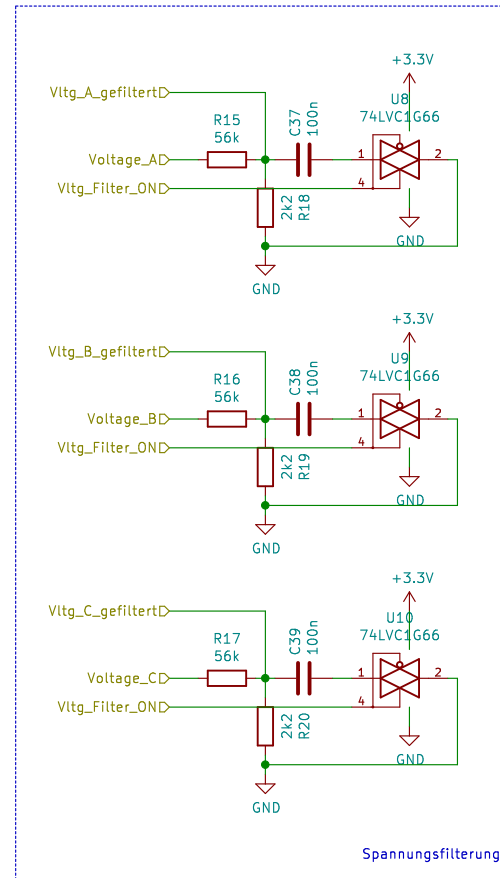 +3.3V
U8
74LVC1G66
Vltg_A_gefiltert
R15
56k
C37
100n
Voltage_A
1
2
Vltg_Filter_ON
4
2k2
R18
GND
GND
+3.3V
U9
74LVC1G66
Vltg_B_gefiltert
R16
56k
C38
100n
Voltage_B
1
2
Vltg_Filter_ON
4
2k2
R19
GND
GND
+3.3V
U10
74LVC1G66
Vltg_C_gefiltert
R17
56k
C39
100n
Voltage_C
1
2
Vltg_Filter_ON
4
2k2
R20
GND
GND
Spannungsfilterung